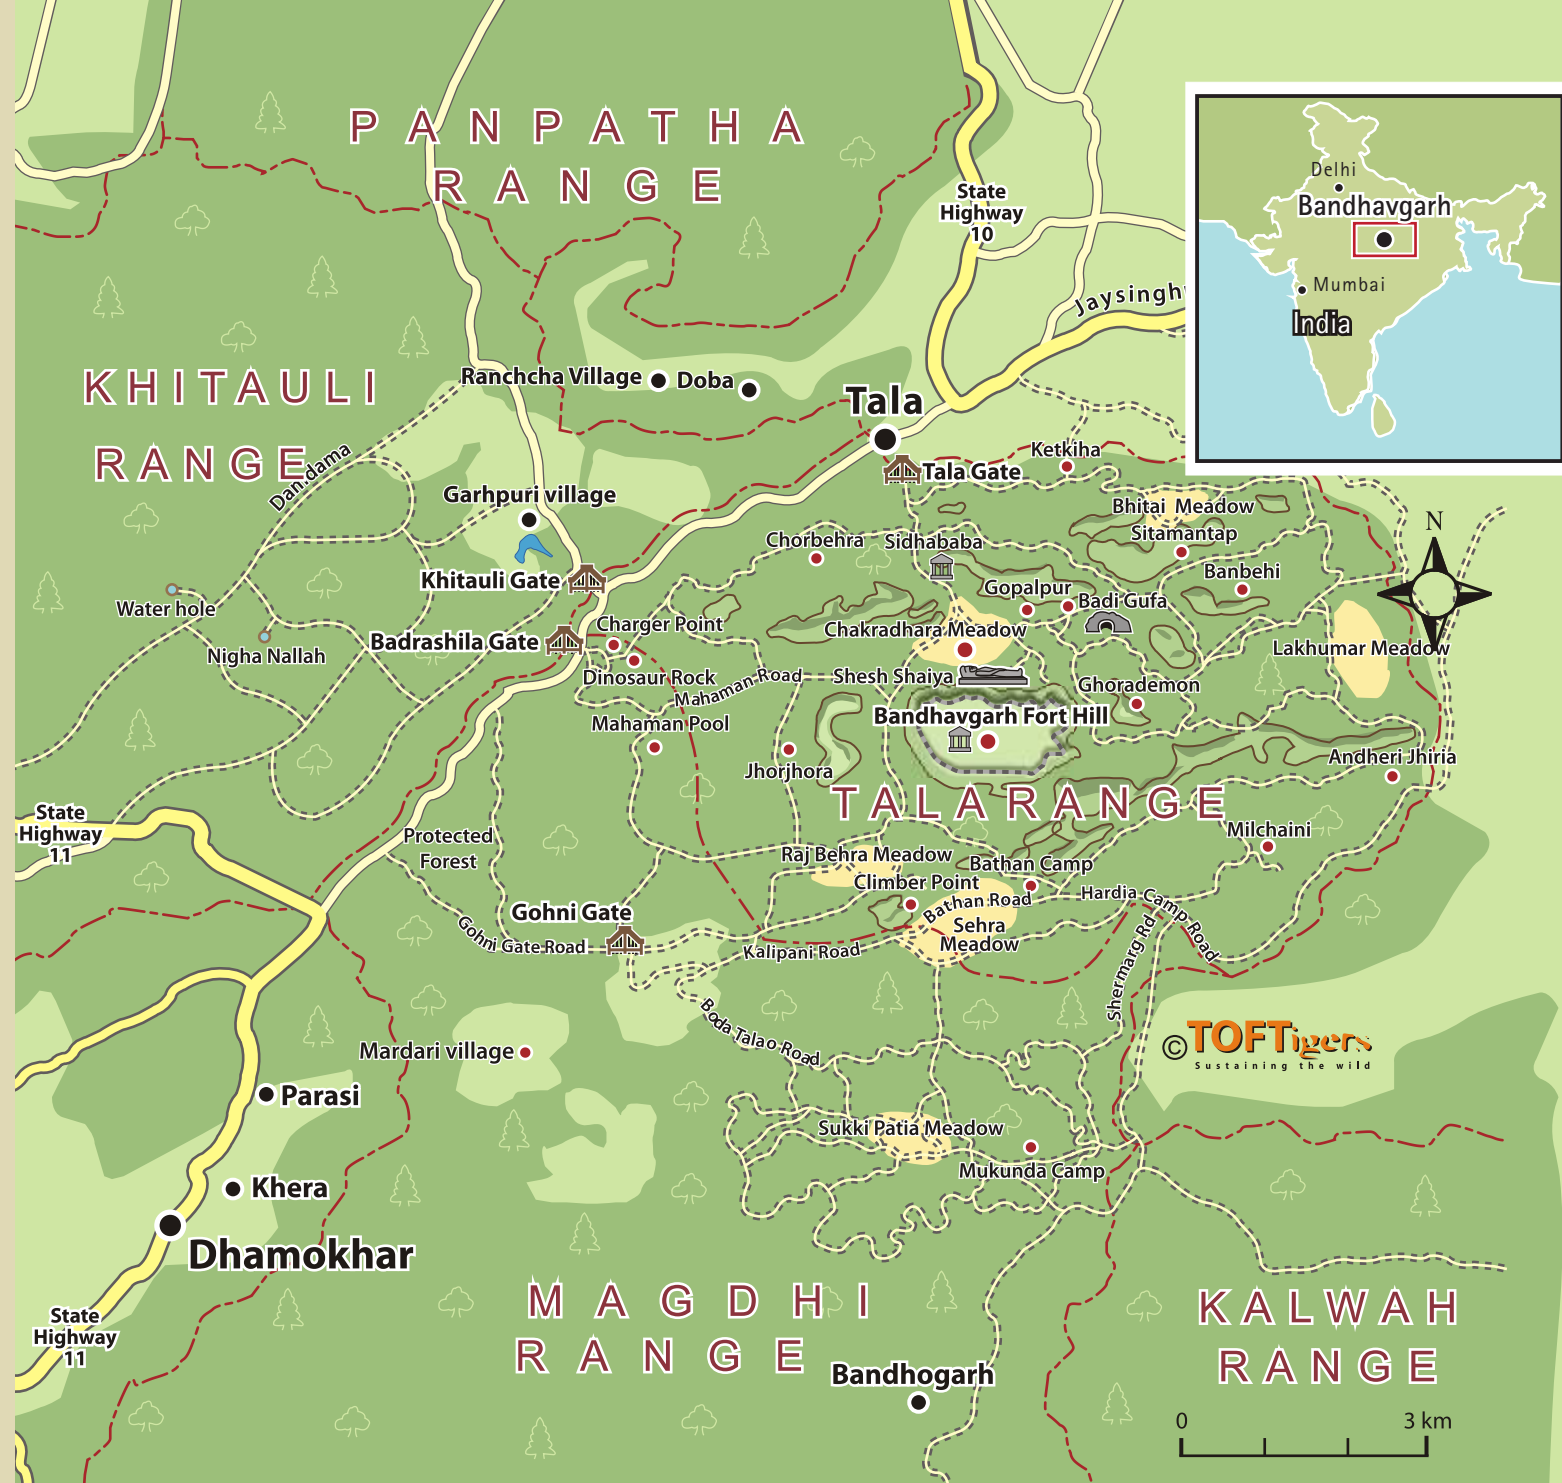 PANPATHA
RANGE
State
Highway
10
Delhi
Bandhavgarh
Mumbai
India
KHITAULI
RANGE
Ranchcha Village
Doba
Tala
Tala Gate
Ketkiha
Dandama
Garhpuri village
Bhitai Meadow
Sitamantap
N
Chorbehra
Sidhababa
Khitauli Gate
Gopalpur
Badi Gufa
Banbehi
Water hole
Nigha Nallah
Badrashila Gate
Charger Point
Chakradhara Meadow
Lakhumar Meadow
Dinosaur Rock
Mahaman Road
Shesh Shaiya
Ghorademon
Mahaman Pool
Bandhavgarh Fort Hill
Jhorjhora
Andheri Jhiria
TALA RANGE
State
Highway
11
Protected
Forest
Milchaini
Raj Behra Meadow
Bathan Camp
Climber Point
Bathan Road
Hardia Camp Road
Gohni Gate
Gohni Gate Road
Sehra
Meadow
Kalipani Road
Shermarg Rd
Boda Talao Road
Mardari village
©TOFTigers
Sustaining the wild
Parasi
Sukki Patia Meadow
Mukunda Camp
Khera
Dhamokhar
State
Highway
11
MAGDHI
RANGE
KALWAH
RANGE
Bandhogarh
0 3 km